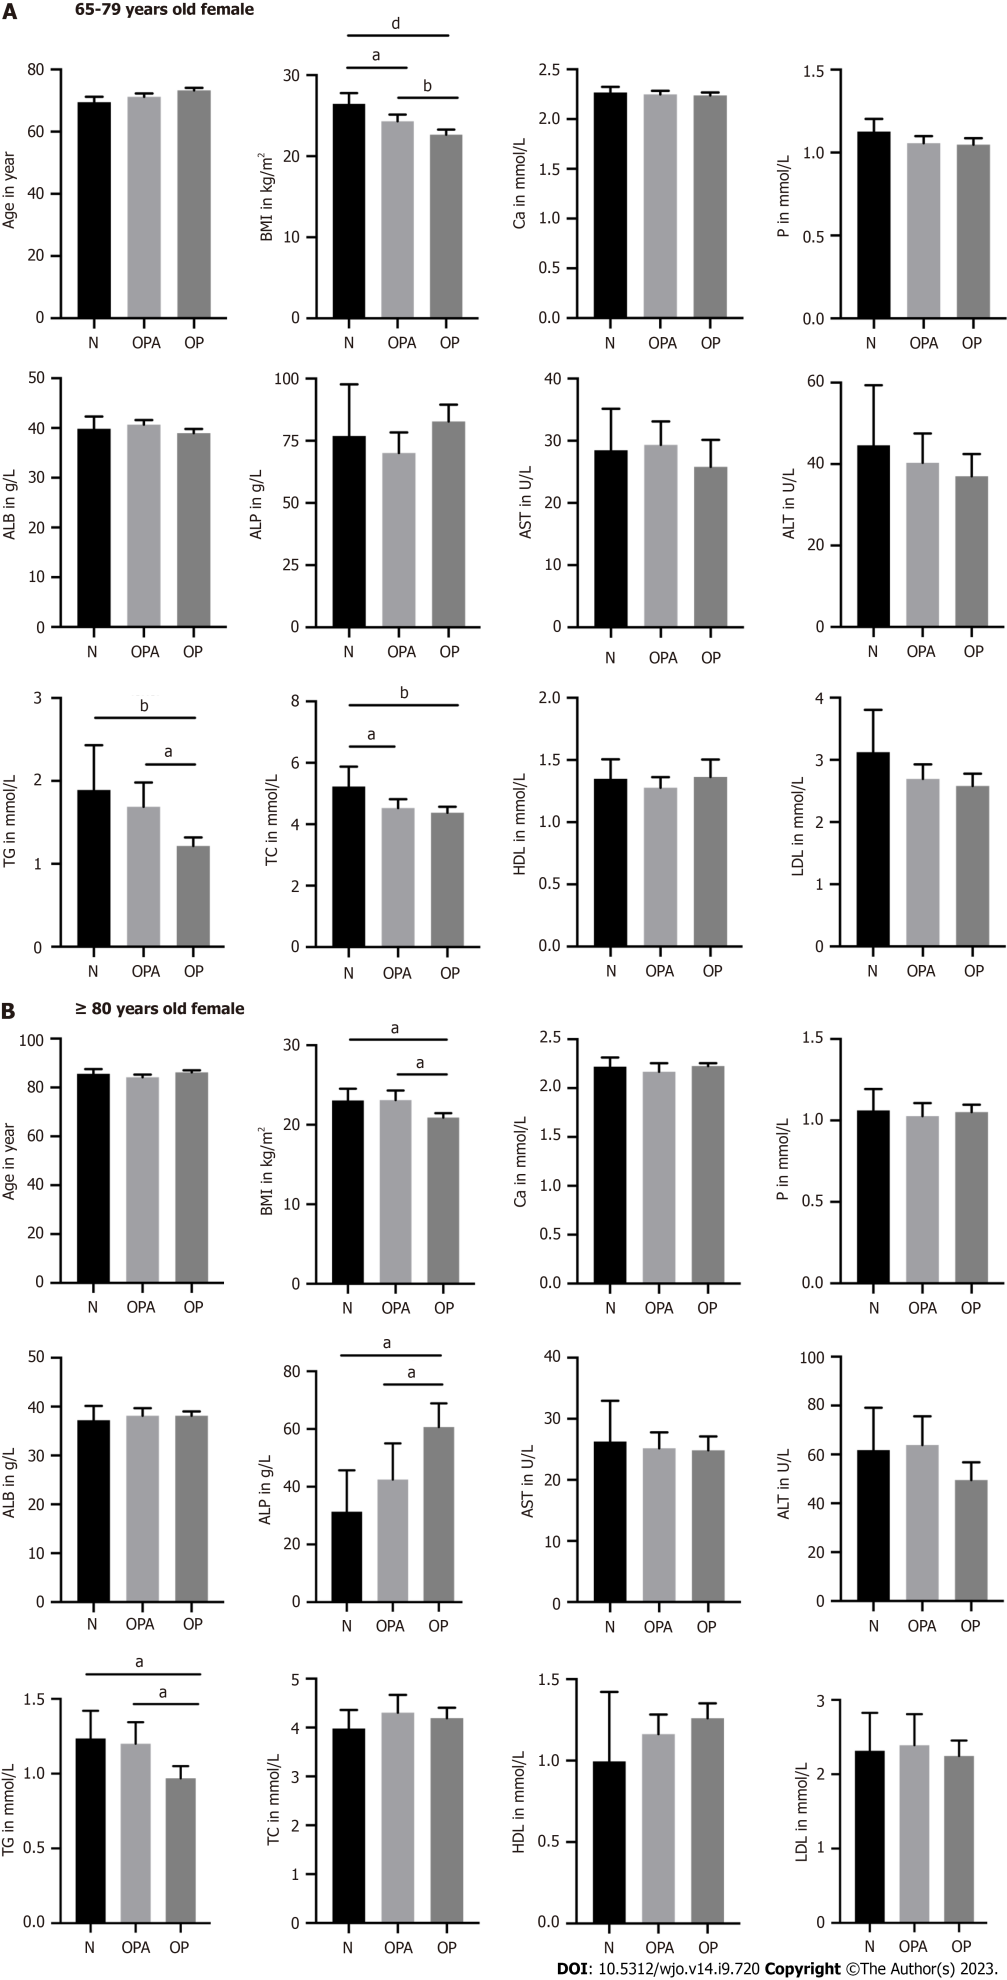 A 65-79 years old female
d
a
b
80
60
40
20
0
Age in year
N OPA OP
30
20
10
0
BMI in kg/m²
N OPA OP
2.5
2.0
1.5
1.0
0.5
0.0
Ca in mmol/L
N OPA OP
1.5
1.0
0.5
0.0
P in mmol/L
N OPA OP
50
40
30
20
10
0
ALB in g/L
N OPA OP
100
75
50
25
0
ALP in g/L
N OPA OP
40
30
20
10
0
AST in U/L
N OPA OP
60
40
20
0
ALT in U/L
N OPA OP
b
a
3
2
1
0
TG in mmol/L
N OPA OP
b
a
8
6
4
2
0
TC in mmol/L
N OPA OP
2.0
1.5
1.0
0.5
0.0
HDL in mmol/L
N OPA OP
4
3
2
1
0
LDL in mmol/L
N OPA OP
B ≥ 80 years old female
100
80
60
40
20
0
Age in year
N OPA OP
a
a
30
20
10
0
BMI in kg/m²
N OPA OP
2.5
2.0
1.5
1.0
0.5
0.0
Ca in mmol/L
N OPA OP
1.5
1.0
0.5
0.0
P in mmol/L
N OPA OP
50
40
30
20
10
0
ALB in g/L
N OPA OP
a
a
80
60
40
20
0
ALP in g/L
N OPA OP
40
30
20
10
0
AST in U/L
N OPA OP
100
80
60
40
20
0
ALT in U/L
N OPA OP
a
a
1.5
1.0
0.5
0.0
TG in mmol/L
N OPA OP
5
4
3
2
1
0
TC in mmol/L
N OPA OP
1.5
1.0
0.5
0.0
HDL in mmol/L
N OPA OP
3
2
1
0
LDL in mmol/L
N OPA OP
DOI: 10.5312/wjo.v14.i9.720 Copyright ©The Author(s) 2023.